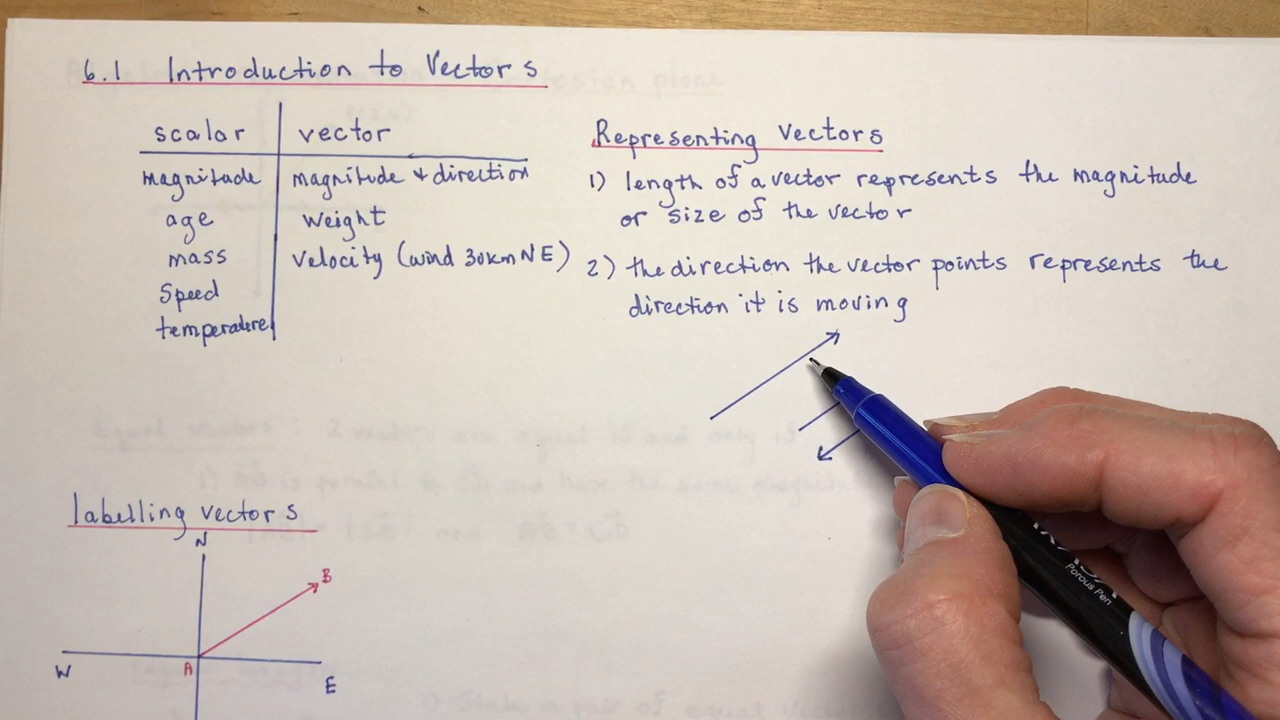 6.1 Introduction to Vectors
scalar vector
magnitude magnitude + direction
age weight
mass velocity (wind 30km NE)
speed
temperature
Representing Vectors
1) length of a vector represents the magnitude
or size of the vector
2) the direction the vector points represents the
direction it is moving
labelling vectors
N
B
A
W
E
Porous Pen